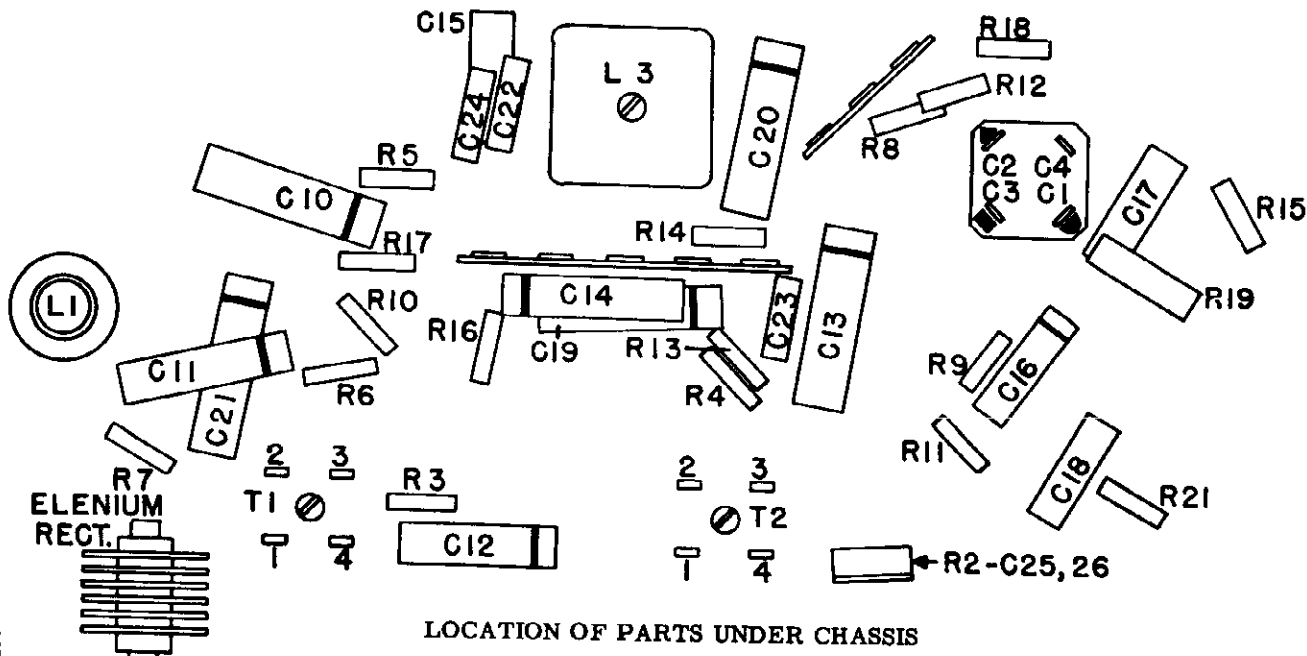 C15
R18
L 3
R12
C24
C22
C20
R8
R5
C2 C4
C3 C1
C17
R15
C10
R14
R17
L1
R10
C14
C23
C13
R19
R16
C19
R13
C11
R6
R4
R9
C16
C21
R11
R7
2 3
2 3
C18
R21
ELENIUM
RECT.
T1
R3
T2
C12
1 4
1 4
R2-C25,26
LOCATION OF PARTS UNDER CHASSIS